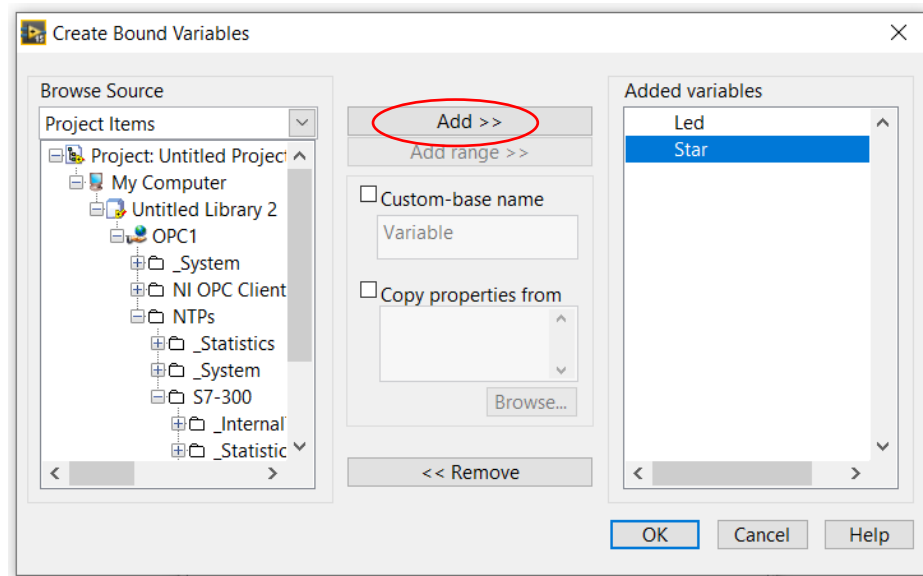 Create Bound Variables
Browse Source
Project Items
Project: Untitled Projec
My Computer
Untitled Library 2
OPC1
_System
NI OPC Client
NTPs
_Statistics
_System
S7-300
_Internal
_Statistic
Add >>
Add range >>
Custom-base name
Variable
Copy properties from
Browse...
<< Remove
Added variables
Led
Star
OK
Cancel
Help